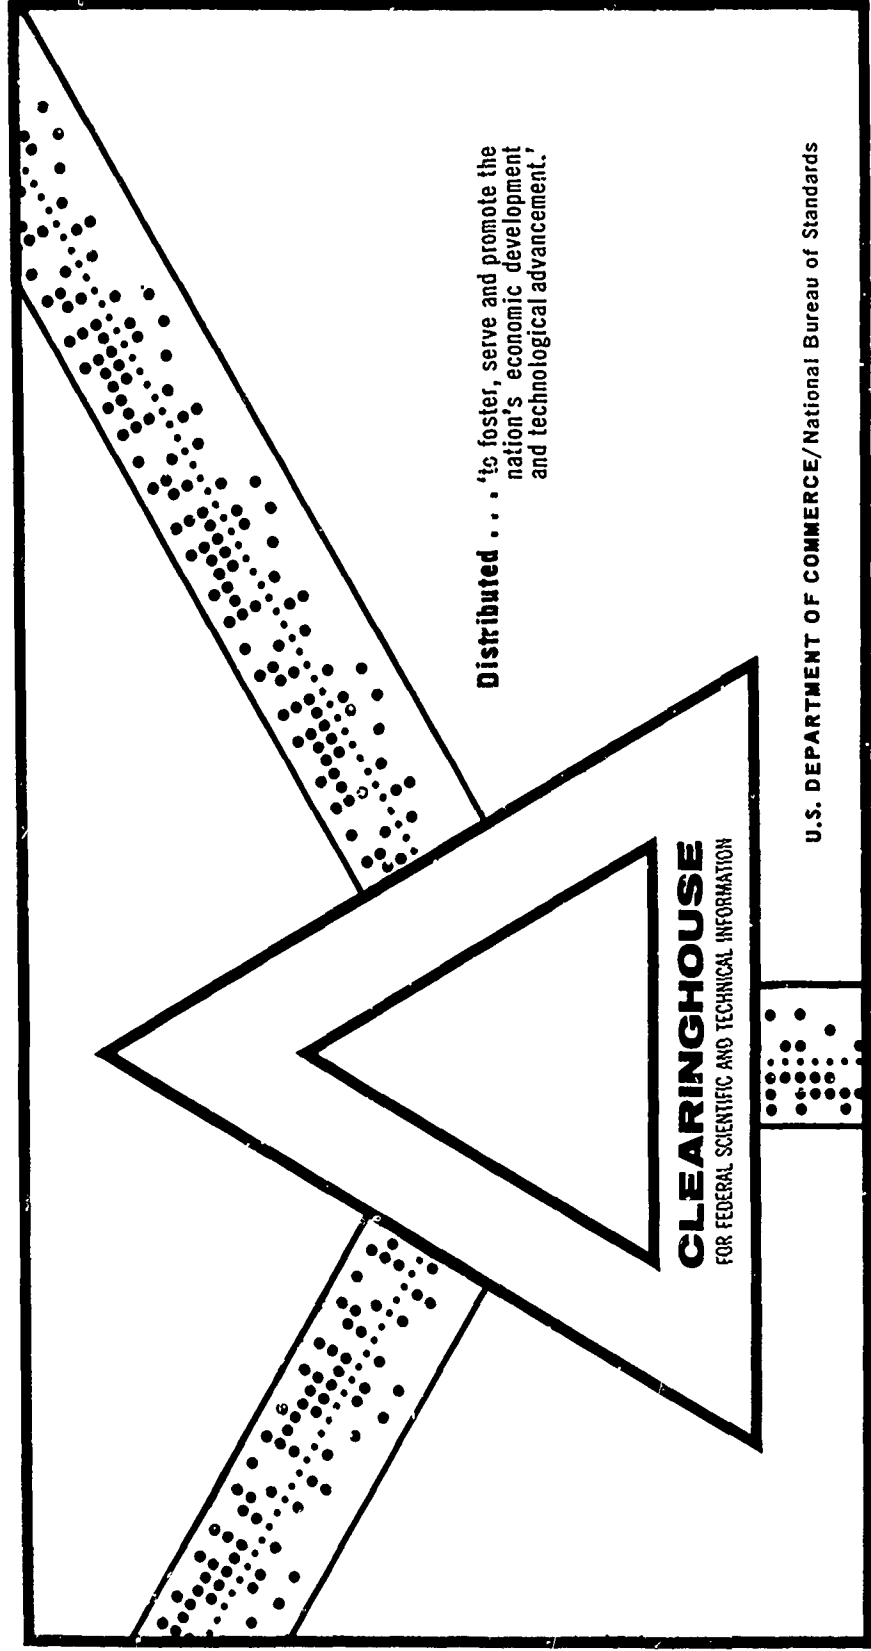 Distributed . . . 'to foster, serve and promote the
nation's economic development
and technological advancement.'
CLEARINGHOUSE
FOR FEDERAL SCIENTIFIC AND TECHNICAL INFORMATION
U.S. DEPARTMENT OF COMMERCE/National Bureau of Standards